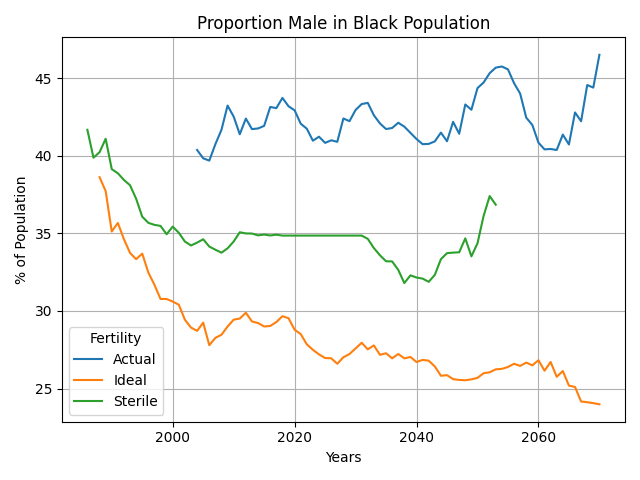 Proportion Male in Black Population
% of Population
45
40
35
30
25
Fertility
Actual
Ideal
Sterile
2000 2020 2040 2060
Years